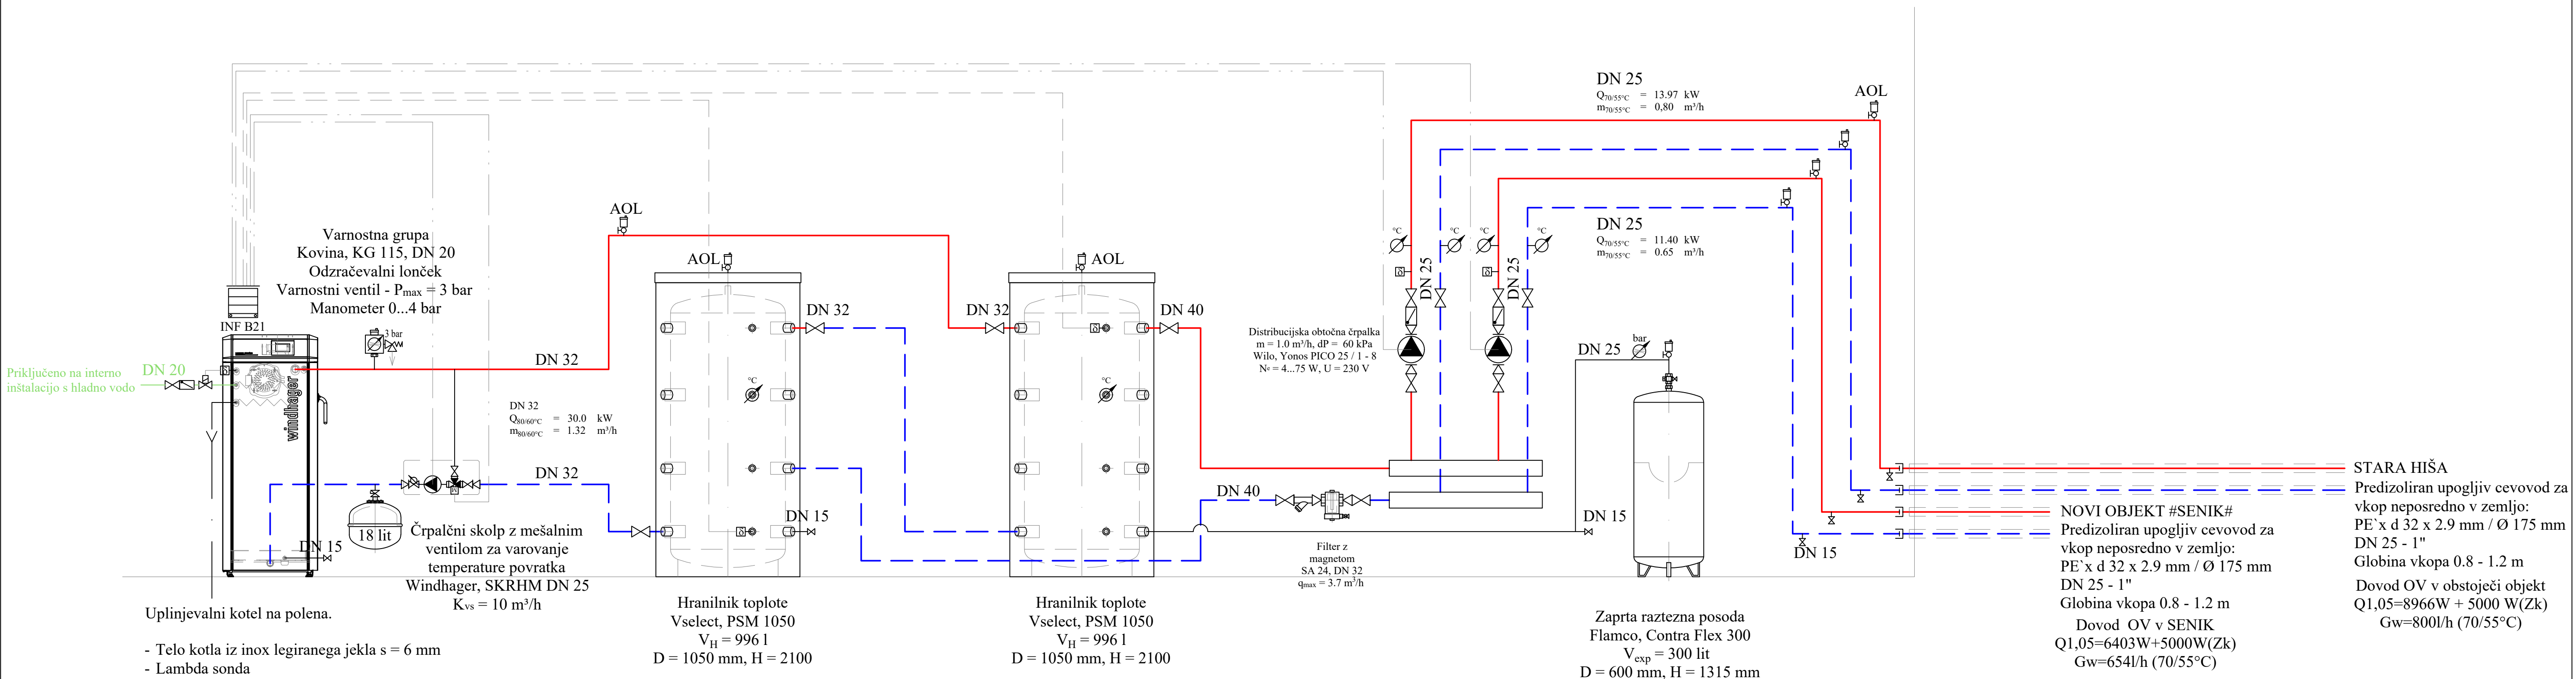 Priključeno na interno
inštalacijo s hladno vodo
DN 20
INF B21
windhager
Varnostna grupa
Kovina, KG 115, DN 20
Odzračevalni lonček
Varnostni ventil - Pmax = 3 bar
Manometer 0...4 bar
3 bar
DN 32
DN 32
Q80/60°C = 30.0 kW
m80/60°C = 1.32 m³/h
DN 32
18 lit
DN 15
Črpalčni skolp z mešalnim
ventilom za varovanje
temperature povratka
Windhager, SKRHM DN 25
Kvs = 10 m³/h
Uplinjevalni kotel na polena.
- Telo kotla iz inox legiranega jekla s = 6 mm
- Lambda sonda
AOL
AOL
DN 32
°C
DN 15
Hranilnik toplote
Vselect, PSM 1050
VH = 996 l
D = 1050 mm, H = 2100
AOL
DN 32
DN 40
°C
Hranilnik toplote
Vselect, PSM 1050
VH = 996 l
D = 1050 mm, H = 2100
DN 40
Distribucijska obtočna črpalka
m = 1.0 m³/h, dP = 60 kPa
Wilo, Yonos PICO 25 / 1 - 8
Ne = 4...75 W, U = 230 V
Filter z
magnetom
SA 24, DN 32
qmax = 3.7 m³/h
°C
°C
°C
°C
DN 25
DN 25
DN 25
Q70/55°C = 13.97 kW
m70/55°C = 0,80 m³/h
DN 25
Q70/55°C = 11.40 kW
m70/55°C = 0.65 m³/h
AOL
DN 25
bar
DN 15
Zaprta raztezna posoda
Flamco, Contra Flex 300
Vexp = 300 lit
D = 600 mm, H = 1315 mm
DN 15
NOVI OBJEKT #SENIK#
Predizoliran upogljiv cevovod za
vkop neposredno v zemljo:
PE`x d 32 x 2.9 mm / Ø 175 mm
DN 25 - 1"
Globina vkopa 0.8 - 1.2 m
Dovod OV v SENIK
Q1,05=6403W+5000W(Zk)
Gw=654l/h (70/55°C)
STARA HIŠA
Predizoliran upogljiv cevovod za
vkop neposredno v zemljo:
PE`x d 32 x 2.9 mm / Ø 175 mm
DN 25 - 1"
Globina vkopa 0.8 - 1.2 m
Dovod OV v obstoječi objekt
Q1,05=8966W + 5000 W(Zk)
Gw=800l/h (70/55°C)